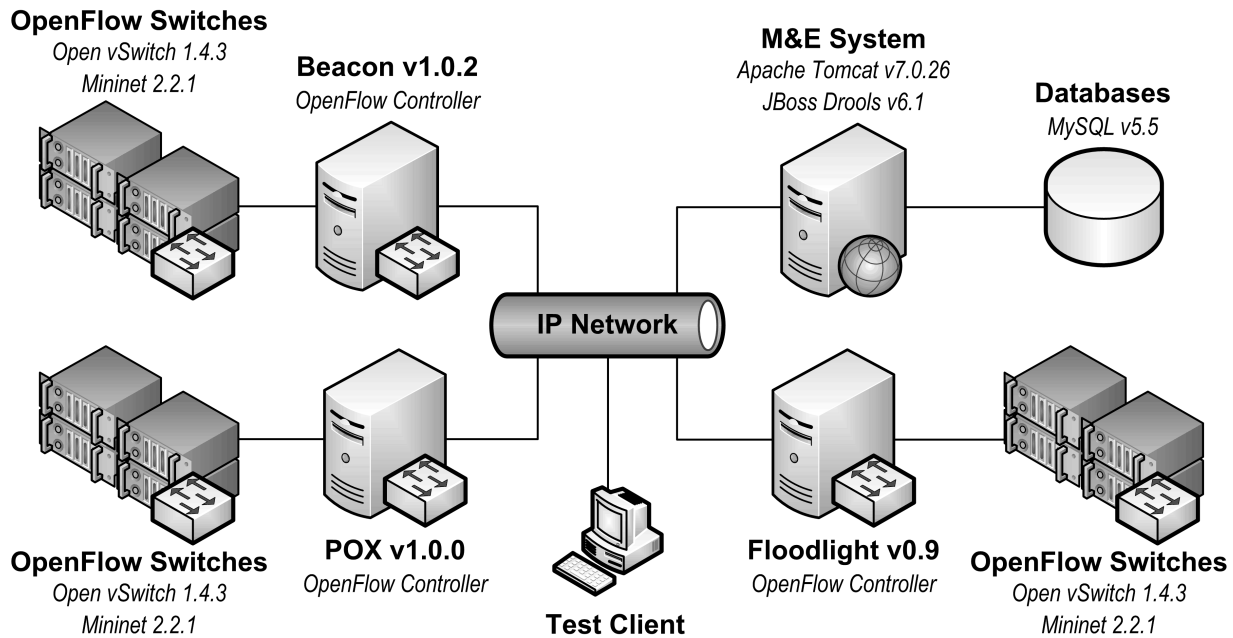 OpenFlow Switches
Open vSwitch 1.4.3
Mininet 2.2.1
Beacon v1.0.2
OpenFlow Controller
M&E System
Apache Tomcat v7.0.26
JBoss Drools v6.1
Databases
MySQL v5.5
IP Network
OpenFlow Switches
Open vSwitch 1.4.3
Mininet 2.2.1
POX v1.0.0
OpenFlow Controller
Test Client
Floodlight v0.9
OpenFlow Controller
OpenFlow Switches
Open vSwitch 1.4.3
Mininet 2.2.1